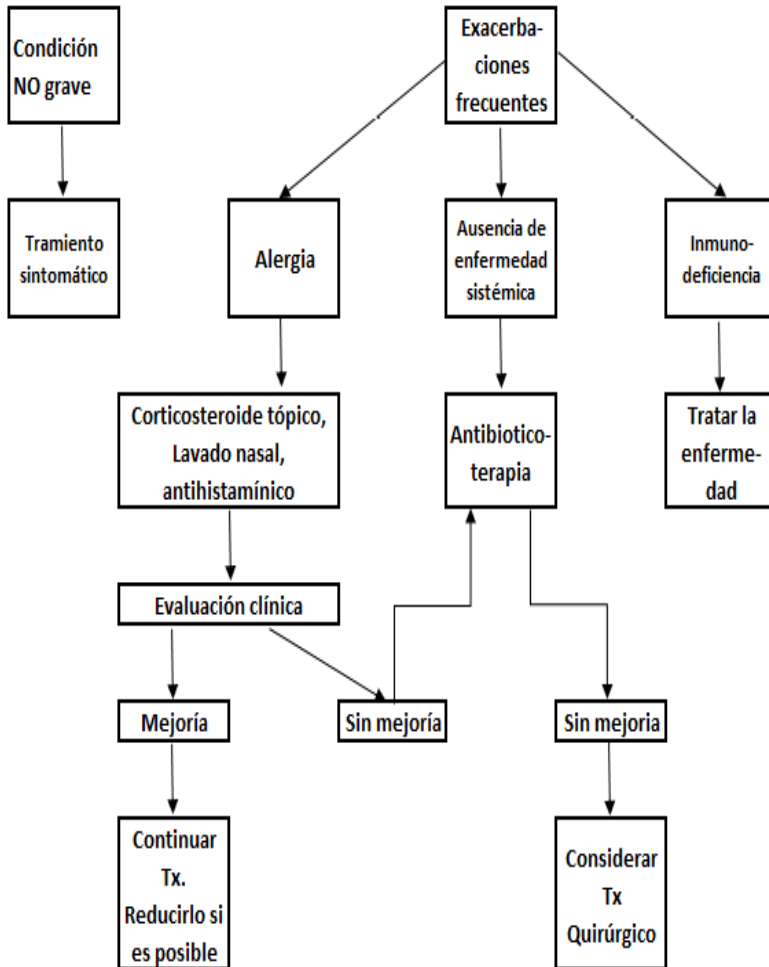 Condición
NO grave
Exacerba-
ciones
frecuentes
Tramiento
sintomático
Alergia
Ausencia de
enfermedad
sistémica
Inmuno-
deficiencia
Corticosteroide tópico,
Lavado nasal,
antihistamínico
Antibiotico-
terapia
Tratar la
enferme-
dad
Evaluación clínica
Mejoría
Sin mejoría
Sin mejoria
Continuar
Tx.
Reducirlo si
es posible
Considerar
Tx
Quirúrgico